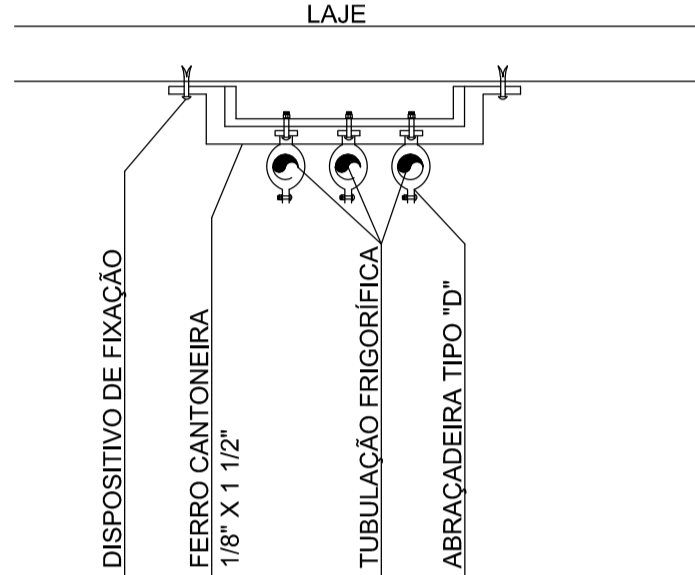 LAJE
DISPOSITIVO DE FIXAÇÃO
FERRO CANTONEIRA
1/8" X 1 1/2"
TUBULAÇÃO FRIGORÍFICA
ABRAÇADEIRA TIPO "D"